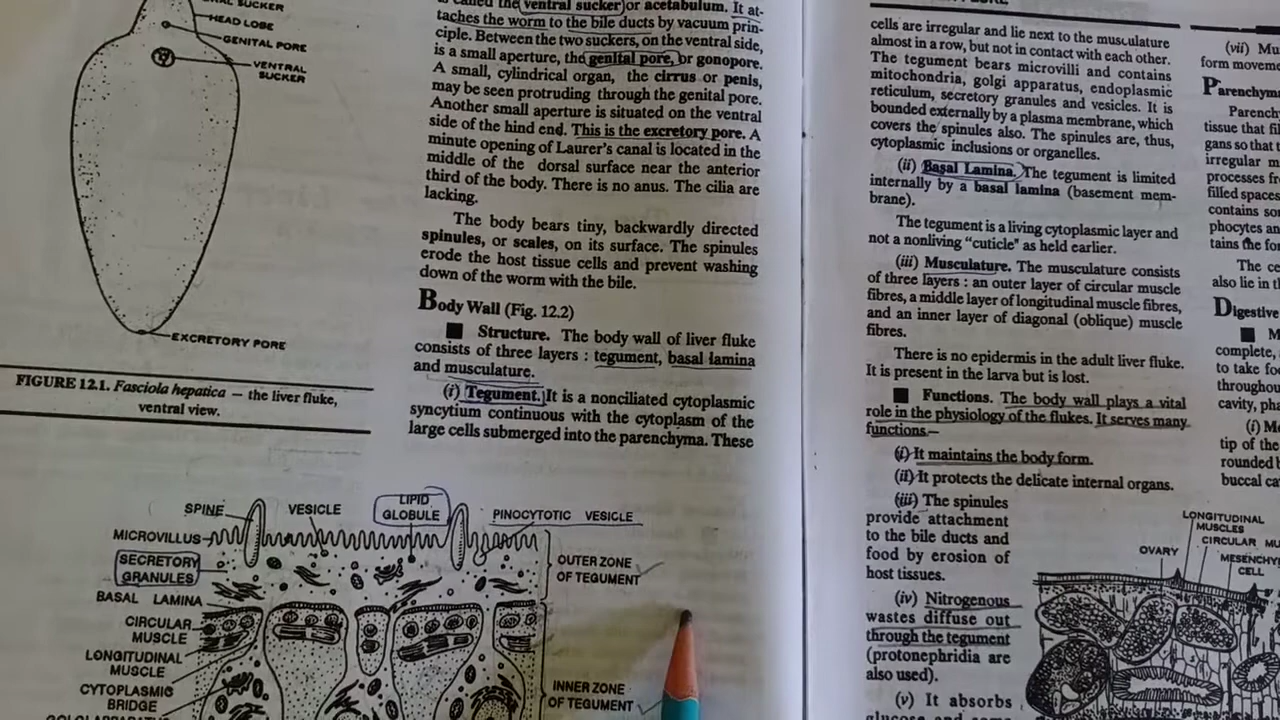 SUCKER
HEAD LOBE
GENITAL PORE
VENTRAL
SUCKER
EXCRETORY PORE
FIGURE 12.1. Fasciola hepatica — the liver fluke,
ventral view.
called the ventral sucker or acetabulum. It at-
taches the worm to the bile ducts by vacuum prin-
ciple. Between the two suckers, on the ventral side,
is a small aperture, the genital pore, or gonopore.
A small, cylindrical organ, the cirrus or penis,
may be seen protruding through the genital pore.
Another small aperture is situated on the ventral
side of the hind end. This is the excretory pore. A
minute opening of Laurer's canal is located in the
middle of the dorsal surface near the anterior
third of the body. There is no anus. The cilia are
lacking.
The body bears tiny, backwardly directed
spinules, or scales, on its surface. The spinules
erode the host tissue cells and prevent washing
down of the worm with the bile.
Body Wall (Fig. 12.2)
■ Structure. The body wall of liver fluke
consists of three layers : tegument, basal lamina
and musculature.
(i) Tegument. It is a nonciliated cytoplasmic
syncytium continuous with the cytoplasm of the
large cells submerged into the parenchyma. These
SPINE
VESICLE
LIPID
GLOBULE
PINOCYTOTIC VESICLE
MICROVILLUS
SECRETORY
GRANULES
BASAL LAMINA
CIRCULAR
MUSCLE
LONGITUDINAL
MUSCLE
CYTOPLASMIC
BRIDGE
OUTER ZONE
OF TEGUMENT
INNER ZONE
OF TEGUMENT
cells are irregular and lie next to the musculature
almost in a row, but not in contact with each other.
The tegument bears microvilli and contains
mitochondria, golgi apparatus, endoplasmic
reticulum, secretory granules and vesicles. It is
bounded externally by a plasma membrane, which
covers the spinules also. The spinules are, thus,
cytoplasmic inclusions or organelles.
(ii) Basal Lamina. The tegument is limited
internally by a basal lamina (basement mem-
brane).
The tegument is a living cytoplasmic layer and
not a nonliving "cuticle" as held earlier.
(iii) Musculature. The musculature consists
of three layers : an outer layer of circular muscle
fibres, a middle layer of longitudinal muscle fibres,
and an inner layer of diagonal (oblique) muscle
fibres.
There is no epidermis in the adult liver fluke.
It is present in the larva but is lost.
■ Functions. The body wall plays a vital
role in the physiology of the flukes. It serves many
functions—
(i) It maintains the body form.
(ii) It protects the delicate internal organs.
(iii) The spinules
provide attachment
to the bile ducts and
food by erosion of
host tissues.
(iv) Nitrogenous
wastes diffuse out
through the tegument
(protonephridia are
also used).
(v) It absorbs
LONGITUDINAL
MUSCLES
CIRCULAR MU
OVARY
MESENCHY
CELL
(vii) Mu
form moveme
Parenchym
Parench
tissue that fi
gans so that t
irregular m
processes fr
filled spaces
contains so
phocytes an
tains the fo
The ce
also lie in t
Digestive
■ M
complete,
to take foo
throughou
cavity, pha
(i) Mo
tip of the
rounded b
buccal ca